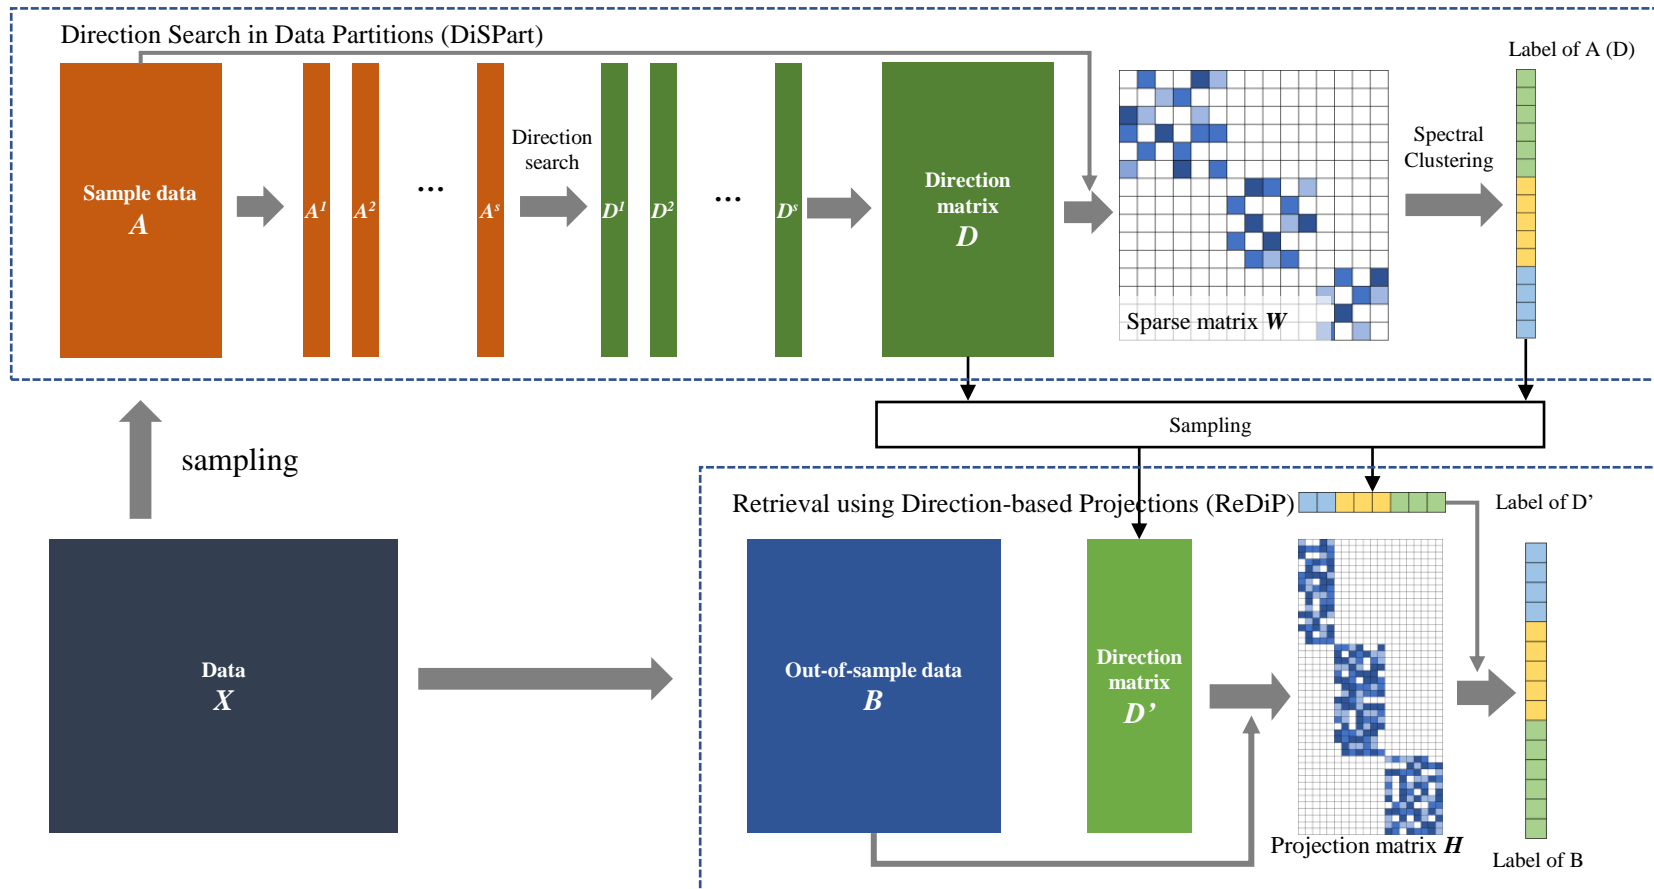 Direction Search in Data Partitions (DiSPart)
Label of A (D)
Sample data
A
A¹
A²
...
Aˢ
Direction
search
D¹
D²
...
Dˢ
Direction
matrix
D
Sparse matrix W
Spectral
Clustering
Sampling
sampling
Retrieval using Direction-based Projections (ReDiP)
Label of D’
Data
X
Out-of-sample data
B
Direction
matrix
D’
Projection matrix H
Label of B